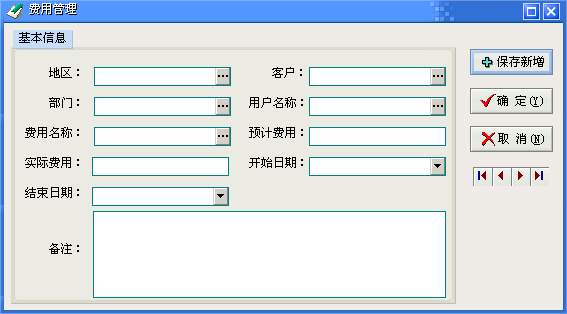 费用管理
基本信息
地区： 客户：
部门： 用户名称：
费用名称： 预计费用：
实际费用： 开始日期：
结束日期：
备注：
保存新增
确 定(Y)
取 消(N)